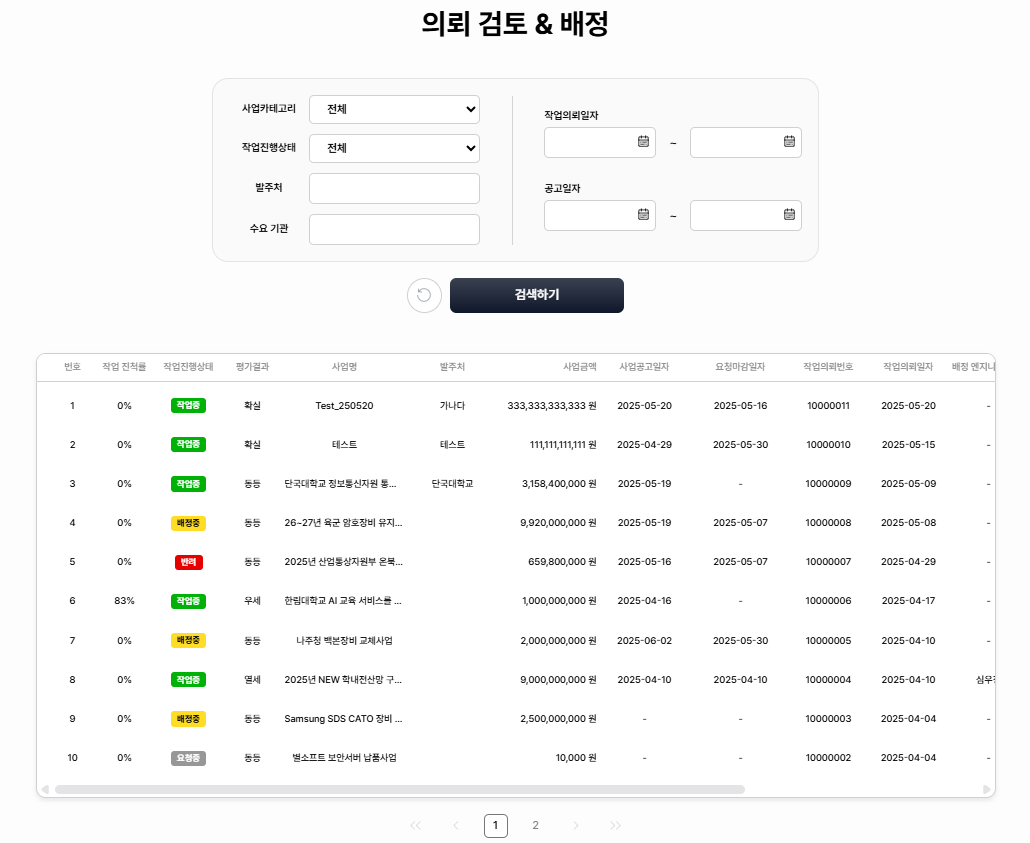 의뢰 검토 & 배정
사업카테고리 전체
작업진행상태 전체
발주처
수요 기관
작업의뢰일자
~
공고일자
~
검색하기
번호 작업 진척률 작업진행상태 평가결과 사업명 발주처 사업금액 사업공고일자 요청마감일자 작업의뢰번호 작업의뢰일자 배정 엔지니
1 0% 작업중 확실 Test_250520 가나다 333,333,333,333 원 2025-05-20 2025-05-16 10000011 2025-05-20 -
2 0% 작업중 확실 테스트 테스트 111,111,111,111 원 2025-04-29 2025-05-30 10000010 2025-05-15 -
3 0% 작업중 동등 단국대학교 정보통신자원 통... 단국대학교 3,158,400,000 원 2025-05-19 - 10000009 2025-05-09 -
4 0% 배정중 동등 26~27년 육군 암호장비 유지... 9,920,000,000 원 2025-05-19 2025-05-07 10000008 2025-05-08 -
5 0% 반려 동등 2025년 산업통상자원부 온북... 659,800,000 원 2025-05-16 2025-05-07 10000007 2025-04-29 -
6 83% 작업중 우세 한림대학교 AI 교육 서비스를 ... 1,000,000,000 원 2025-04-16 - 10000006 2025-04-17 -
7 0% 배정중 동등 나주청 백본장비 교체사업 2,000,000,000 원 2025-06-02 2025-05-30 10000005 2025-04-10 -
8 0% 작업중 열세 2025년 NEW 학내전산망 구... 9,000,000,000 원 2025-04-10 2025-04-10 10000004 2025-04-10 심우
9 0% 배정중 동등 Samsung SDS CATO 장비 ... 2,500,000,000 원 - - 10000003 2025-04-04 -
10 0% 요청중 동등 별소프트 보안서버 납품사업 10,000 원 - - 10000002 2025-04-04 -
1 2